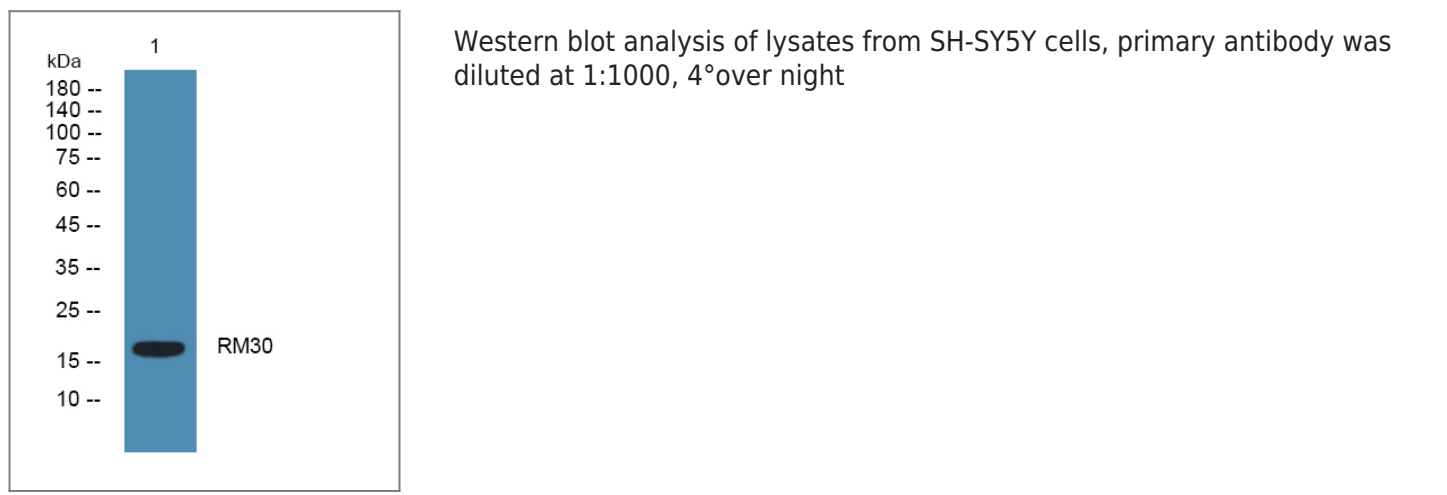 1
kDa
180 --
140 --
100 --
75 --
60 --
45 --
35 --
25 --
RM30
15 --
10 --
Western blot analysis of lysates from SH-SY5Y cells, primary antibody was
diluted at 1:1000, 4°over night